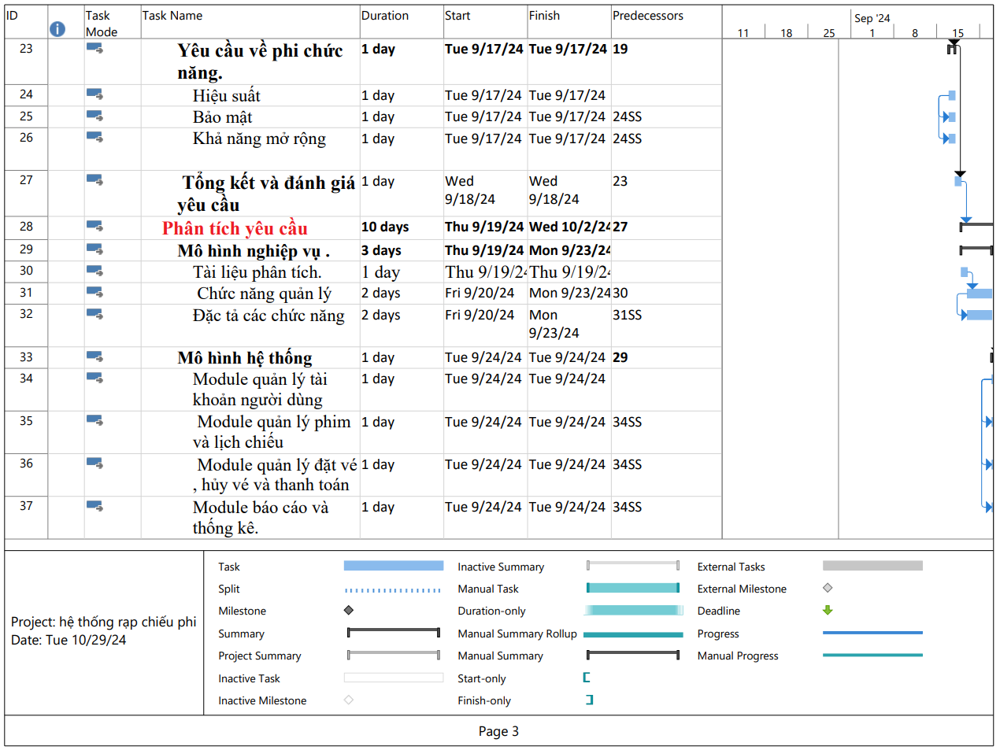 ID
Task Mode
Task Name
Duration
Start
Finish
Predecessors
Sep '24
11 18 25 1 8 15
23 Yêu cầu về phi chức 1 day Tue 9/17/24 Tue 9/17/24 19
năng.
24 Hiệu suất 1 day Tue 9/17/24 Tue 9/17/24
25 Bảo mật 1 day Tue 9/17/24 Tue 9/17/24 24SS
26 Khả năng mở rộng 1 day Tue 9/17/24 Tue 9/17/24 24SS
27 Tổng kết và đánh giá 1 day Wed Wed 23
yêu cầu 9/18/24 9/18/24
28 Phân tích yêu cầu 10 days Thu 9/19/24 Wed 10/2/24 27
29 Mô hình nghiệp vụ . 3 days Thu 9/19/24 Mon 9/23/24
30 Tài liệu phân tích. 1 day Thu 9/19/24 Thu 9/19/24
31 Chức năng quản lý 2 days Fri 9/20/24 Mon 9/23/24 30
32 Đặc tả các chức năng 2 days Fri 9/20/24 Mon 31SS
9/23/24
33 Mô hình hệ thống 1 day Tue 9/24/24 Tue 9/24/24 29
34 Module quản lý tài 1 day Tue 9/24/24 Tue 9/24/24
khoản người dùng
35 Module quản lý phim 1 day Tue 9/24/24 Tue 9/24/24 34SS
và lịch chiếu
36 Module quản lý đặt vé 1 day Tue 9/24/24 Tue 9/24/24 34SS
, hủy vé và thanh toán
37 Module báo cáo và 1 day Tue 9/24/24 Tue 9/24/24 34SS
thống kê.
Project: hệ thống rạp chiếu phi
Date: Tue 10/29/24
Task
Split
Milestone
Summary
Project Summary
Inactive Task
Inactive Milestone
Inactive Summary
Manual Task
Duration-only
Manual Summary Rollup
Manual Summary
Start-only
Finish-only
External Tasks
External Milestone
Deadline
Progress
Manual Progress
Page 3